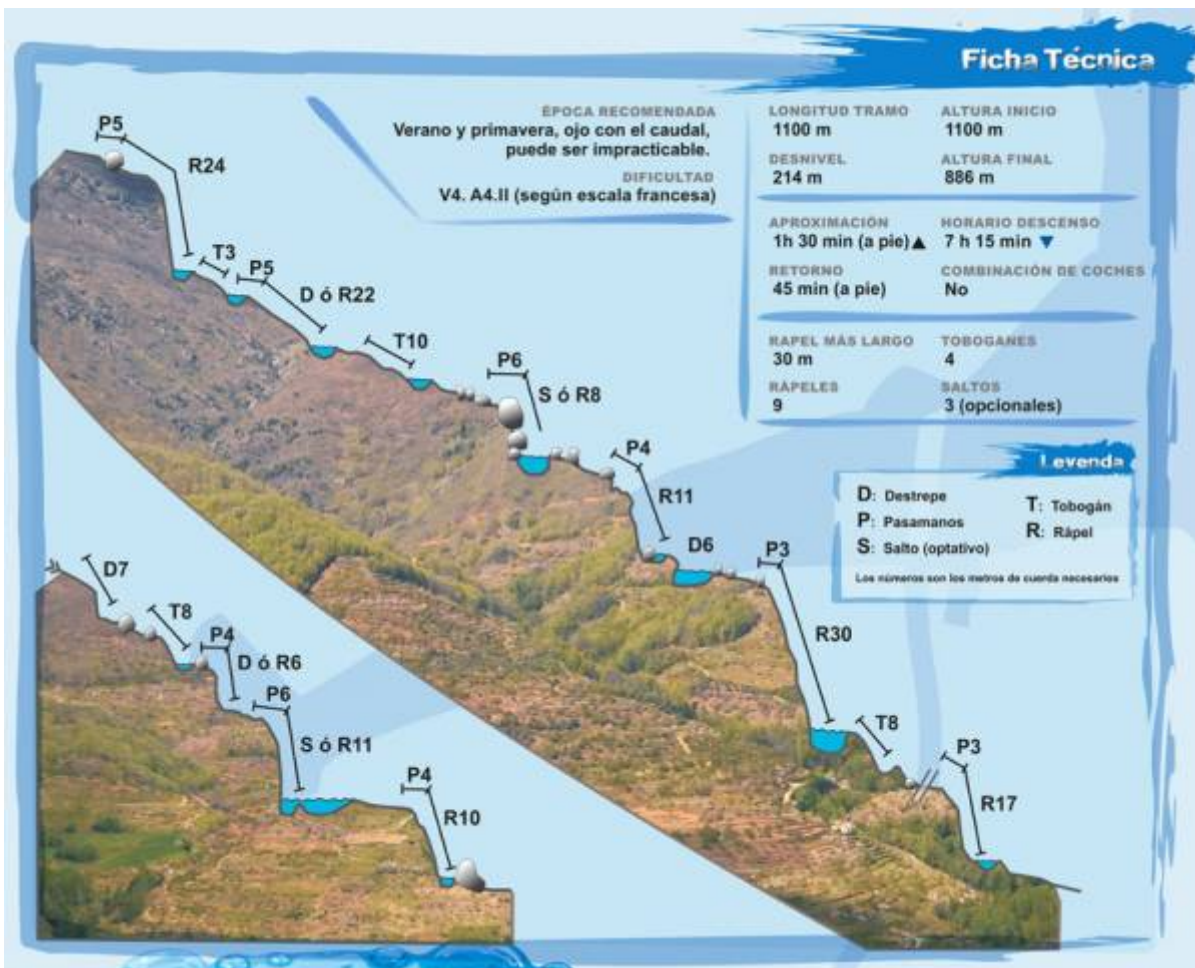 Ficha Técnica
ÉPOCA RECOMENDADA
Verano y primavera, ojo con el caudal,
puede ser impracticable.
DIFICULTAD
V4. A4.II (según escala francesa)
LONGITUD TRAMO
1100 m
ALTURA INICIO
1100 m
DESNIVEL
214 m
ALTURA FINAL
886 m
APROXIMACIÓN
1h 30 min (a pie)▲
HORARIO DESCENSO
7 h 15 min ▼
RETORNO
45 min (a pie)
COMBINACIÓN DE COCHES
No
RAPEL MÁS LARGO
30 m
TOBOGANES
4
RÁPELES
9
SALTOS
3 (opcionales)
Leyenda
D: Destrepe
P: Pasamanos
S: Salto (optativo)
T: Tobogán
R: Rápel
Los números son los metros de cuerda necesarios
P5
R24
T3
P5
D ó R22
T10
P6
S ó R8
P4
R11
D6
P3
R30
T8
P3
R17
D7
T8
P4
D ó R6
P6
S ó R11
P4
R10